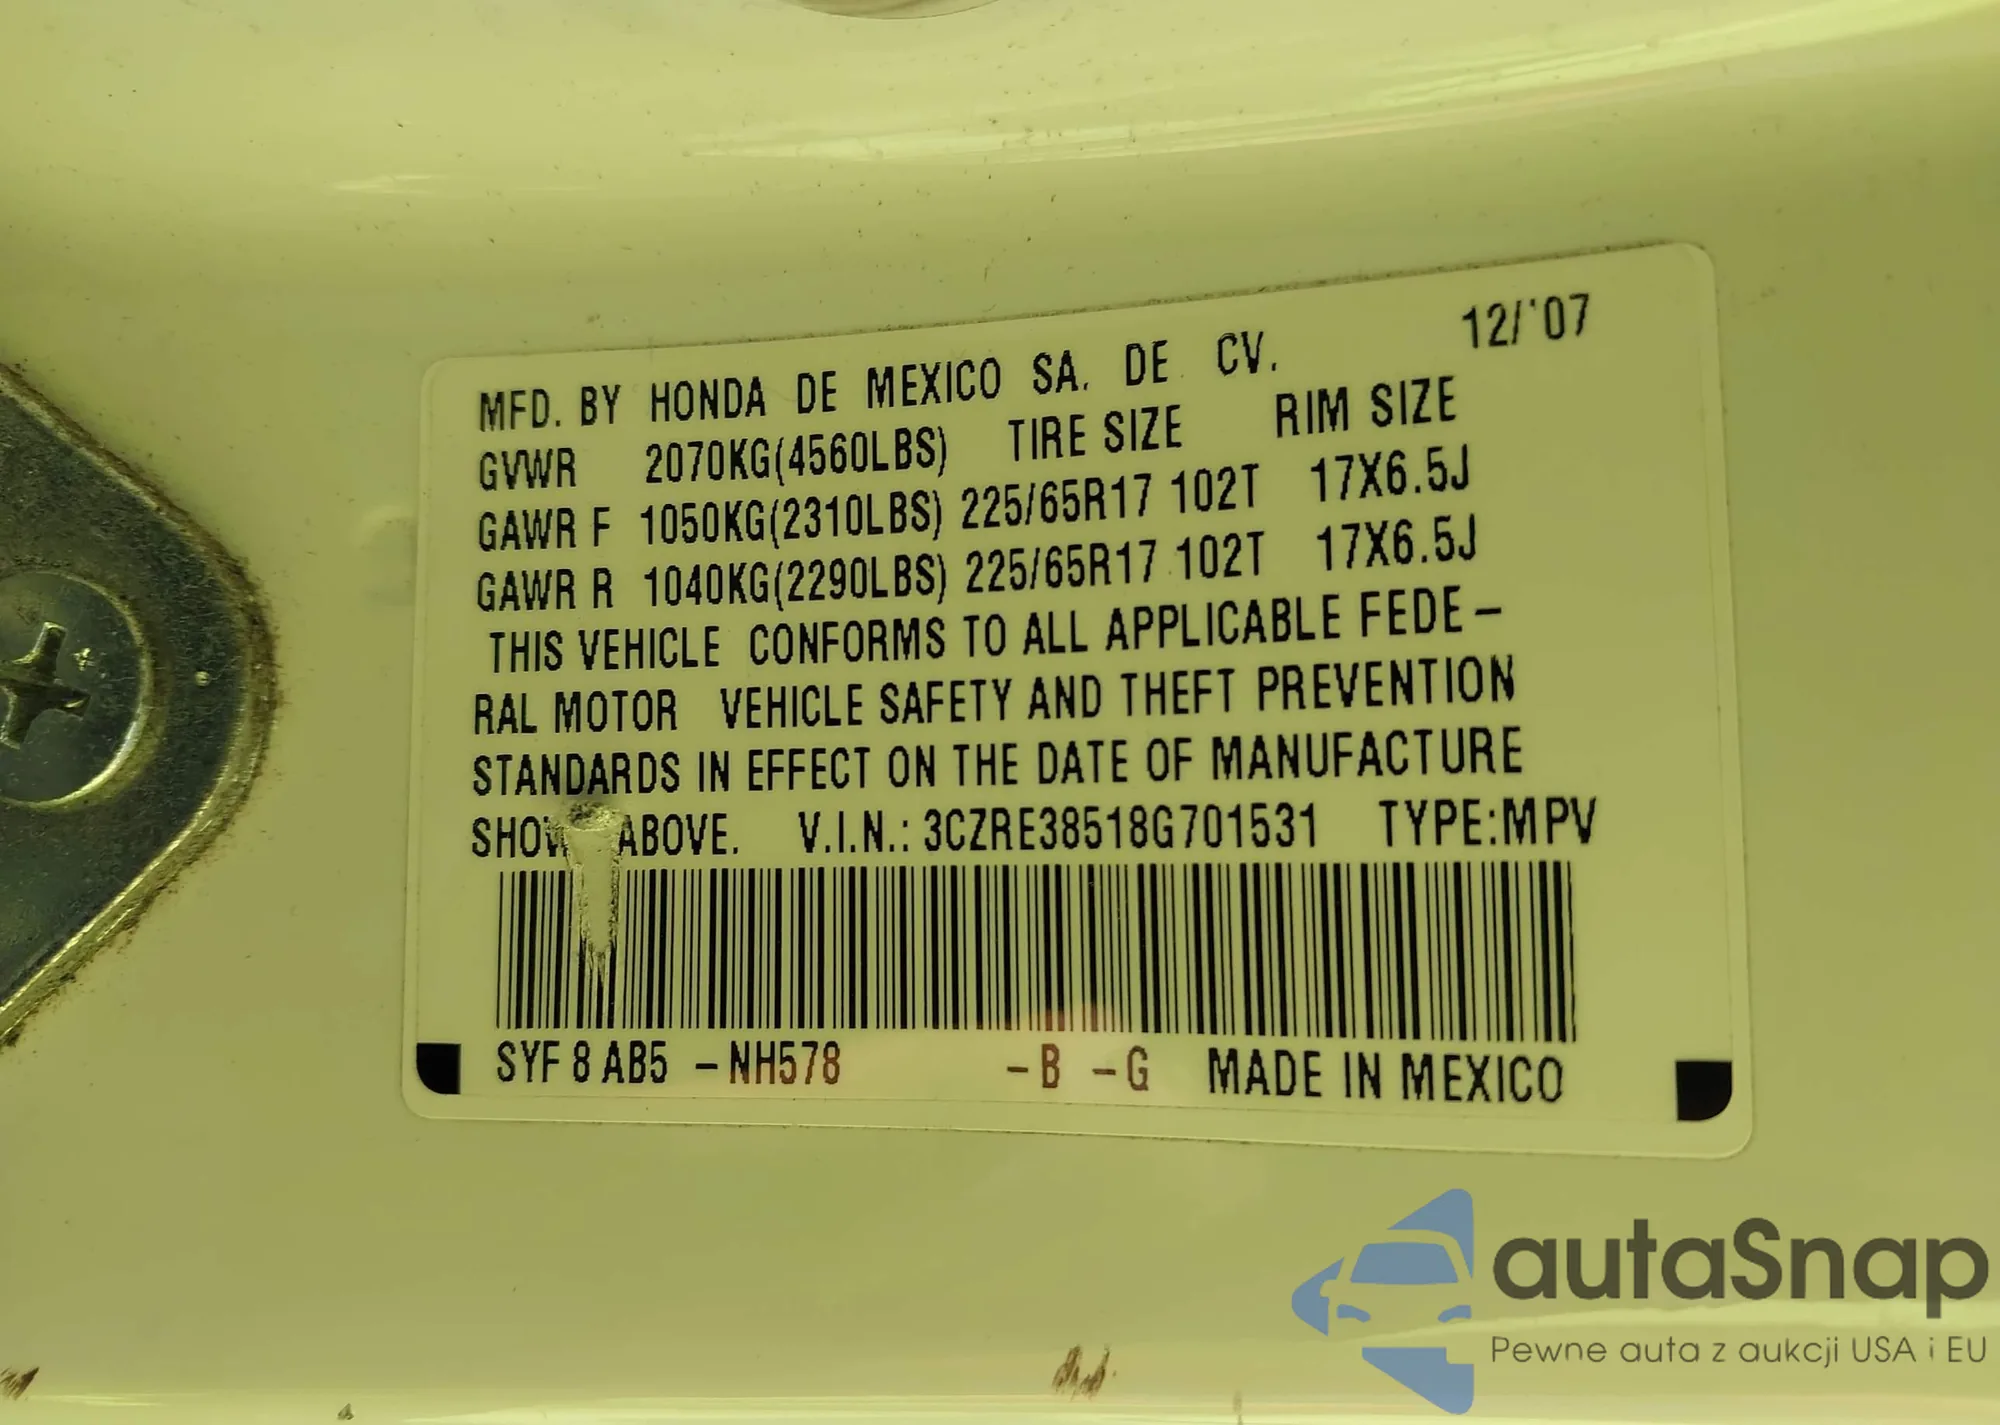 12/'07
MFD. BY HONDA DE MEXICO SA. DE CV.
GVWR 2070KG(4560LBS) TIRE SIZE RIM SIZE
GAWR F 1050KG(2310LBS) 225/65R17 102T 17X6.5J
GAWR R 1040KG(2290LBS) 225/65R17 102T 17X6.5J
THIS VEHICLE CONFORMS TO ALL APPLICABLE FEDE-
RAL MOTOR VEHICLE SAFETY AND THEFT PREVENTION
STANDARDS IN EFFECT ON THE DATE OF MANUFACTURE
ABOVE. V.I.N.: 3CZRE38518G701531 TYPE:MPV
SYF 8 AB5 -NH578 -B -G MADE IN MEXICO
autaSnap
Pewne auta z aukcji USA i EU